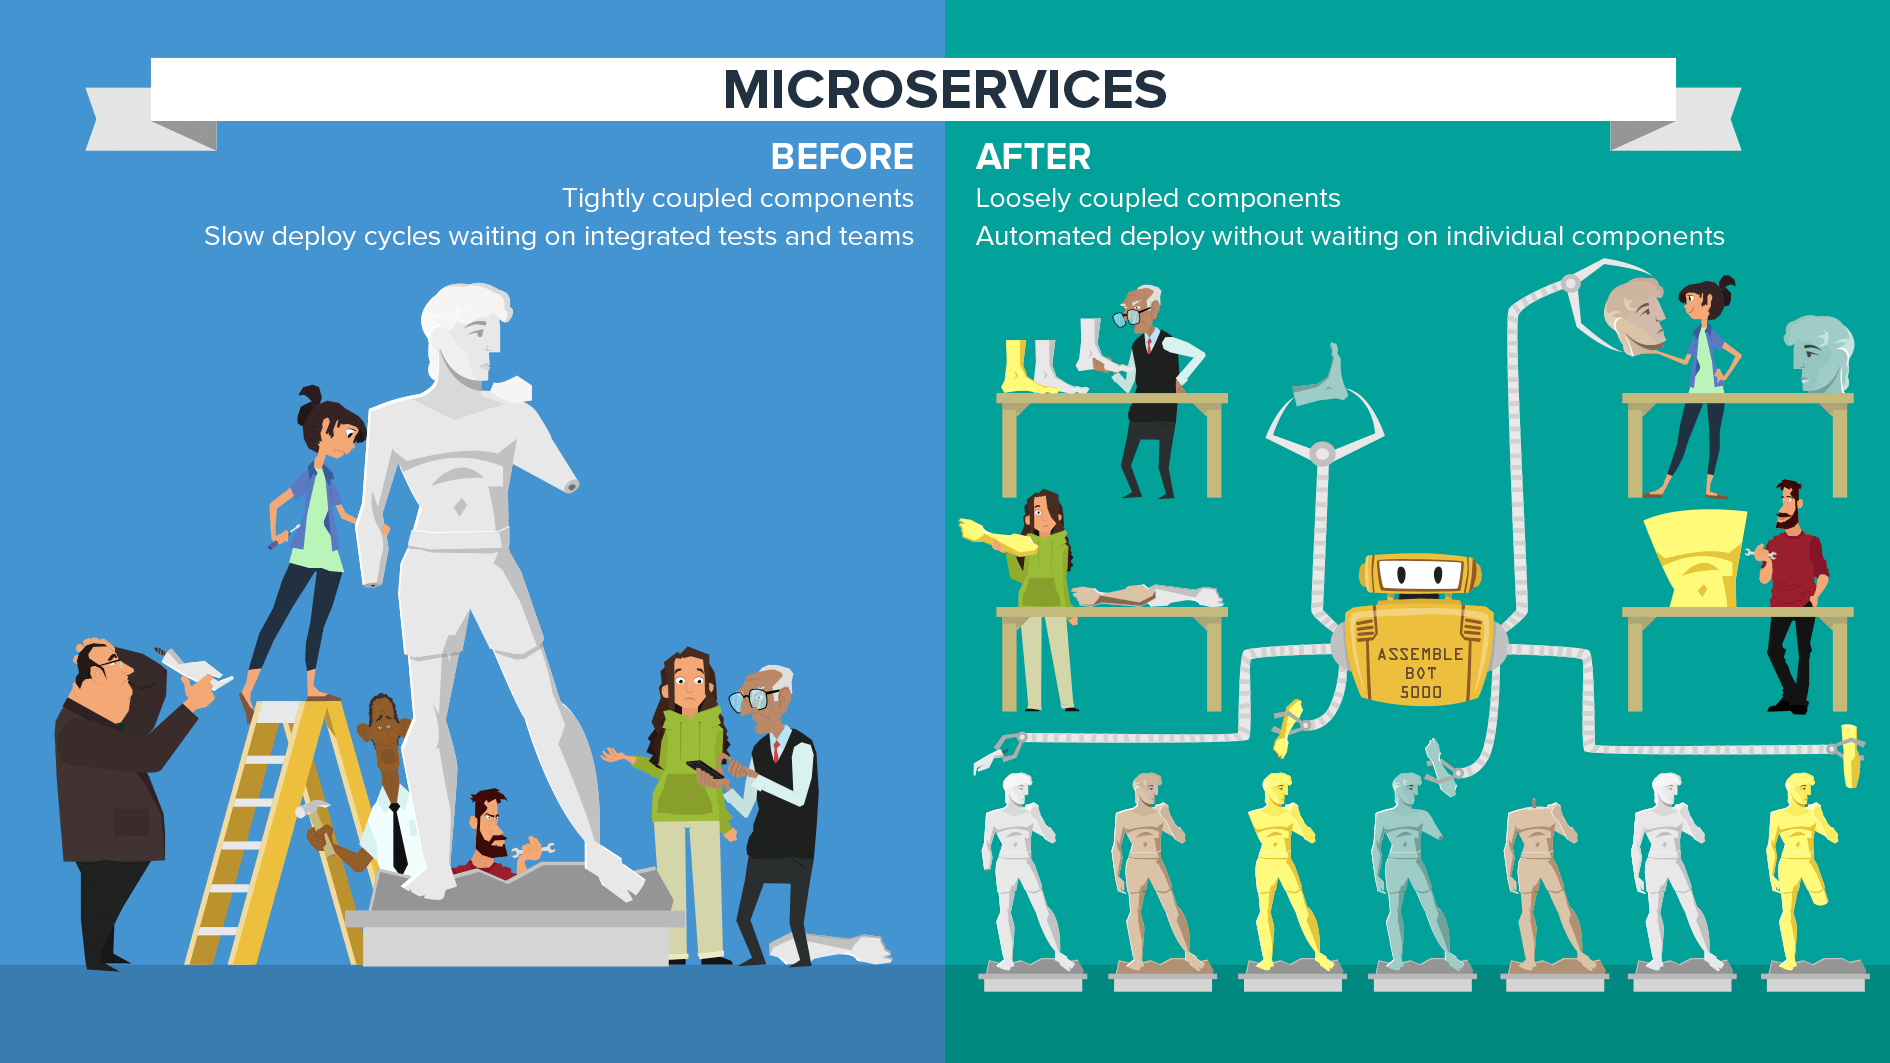 MICROSERVICES
BEFORE
Tightly coupled components
Slow deploy cycles waiting on integrated tests and teams
AFTER
Loosely coupled components
Automated deploy without waiting on individual components
ASSEMBLE
BOT
5000